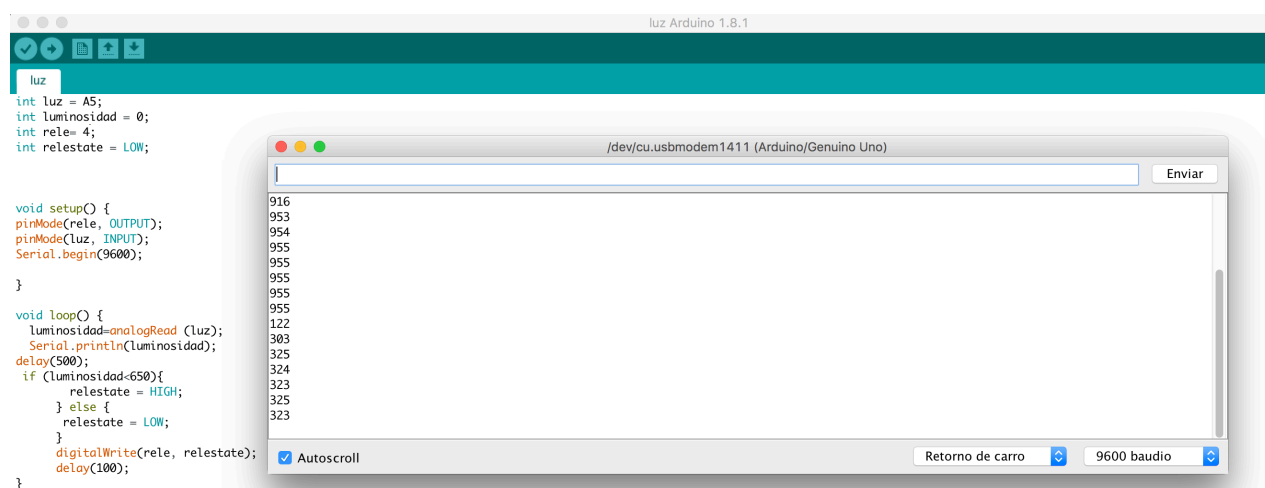 luz Arduino 1.8.1
luz
int luz = A5;
int luminosidad = 0;
int rele= 4;
int relestate = LOW;
void setup() {
pinMode(rele, OUTPUT);
pinMode(luz, INPUT);
Serial.begin(9600);
}
void loop() {
luminosidad=analogRead (luz);
Serial.println(luminosidad);
delay(500);
if (luminosidad<650){
relestate = HIGH;
} else {
relestate = LOW;
}
digitalWrite(rele, relestate);
delay(100);
}
/dev/cu.usbmodem1411 (Arduino/Genuino Uno)
Enviar
916
953
954
955
955
955
955
955
122
303
325
324
323
325
323
Autoscroll
Retorno de carro
9600 baudio